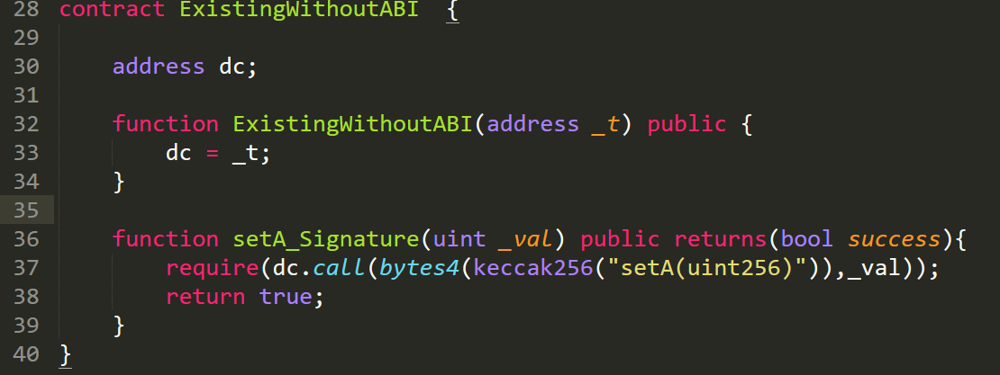 28 contract ExistingWithoutABI  {
29
30     address dc;
31
32     function ExistingWithoutABI(address _t) public {
33         dc = _t;
34     }
35
36     function setA_Signature(uint _val) public returns(bool success){
37         require(dc.call(bytes4(keccak256("setA(uint256)")),_val));
38         return true;
39     }
40 }